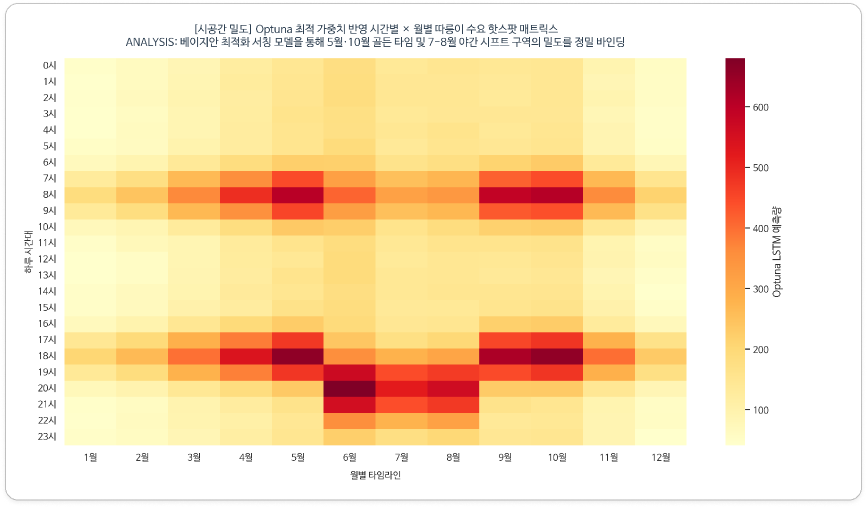 [시공간 밀도] Optuna 최적 가중치 반영 시간별 × 월별 따릉이 수요 핫스팟 매트릭스
ANALYSIS: 베이지안 최적화 서칭 모델을 통해 5월·10월 골든 타임 및 7-8월 야간 시프트 구역의 밀도를 정밀 바인딩
하루 시간대
0시
1시
2시
3시
4시
5시
6시
7시
8시
9시
10시
11시
12시
13시
14시
15시
16시
17시
18시
19시
20시
21시
22시
23시
1월 2월 3월 4월 5월 6월 7월 8월 9월 10월 11월 12월
월별 타임라인
600
500
400
300
200
100
Optuna LSTM 예측량